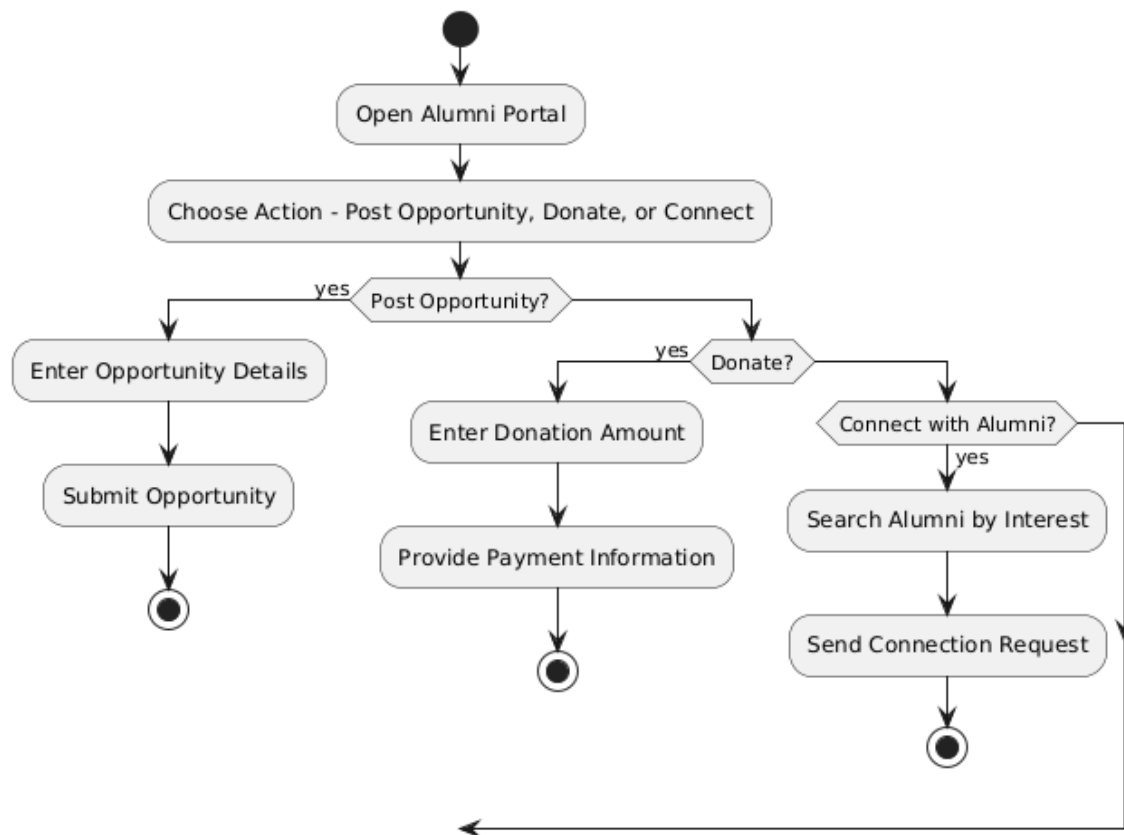 Open Alumni Portal
Choose Action - Post Opportunity, Donate, or Connect
yes
Post Opportunity?
Enter Opportunity Details
Submit Opportunity
yes
Donate?
Enter Donation Amount
Provide Payment Information
Connect with Alumni?
yes
Search Alumni by Interest
Send Connection Request